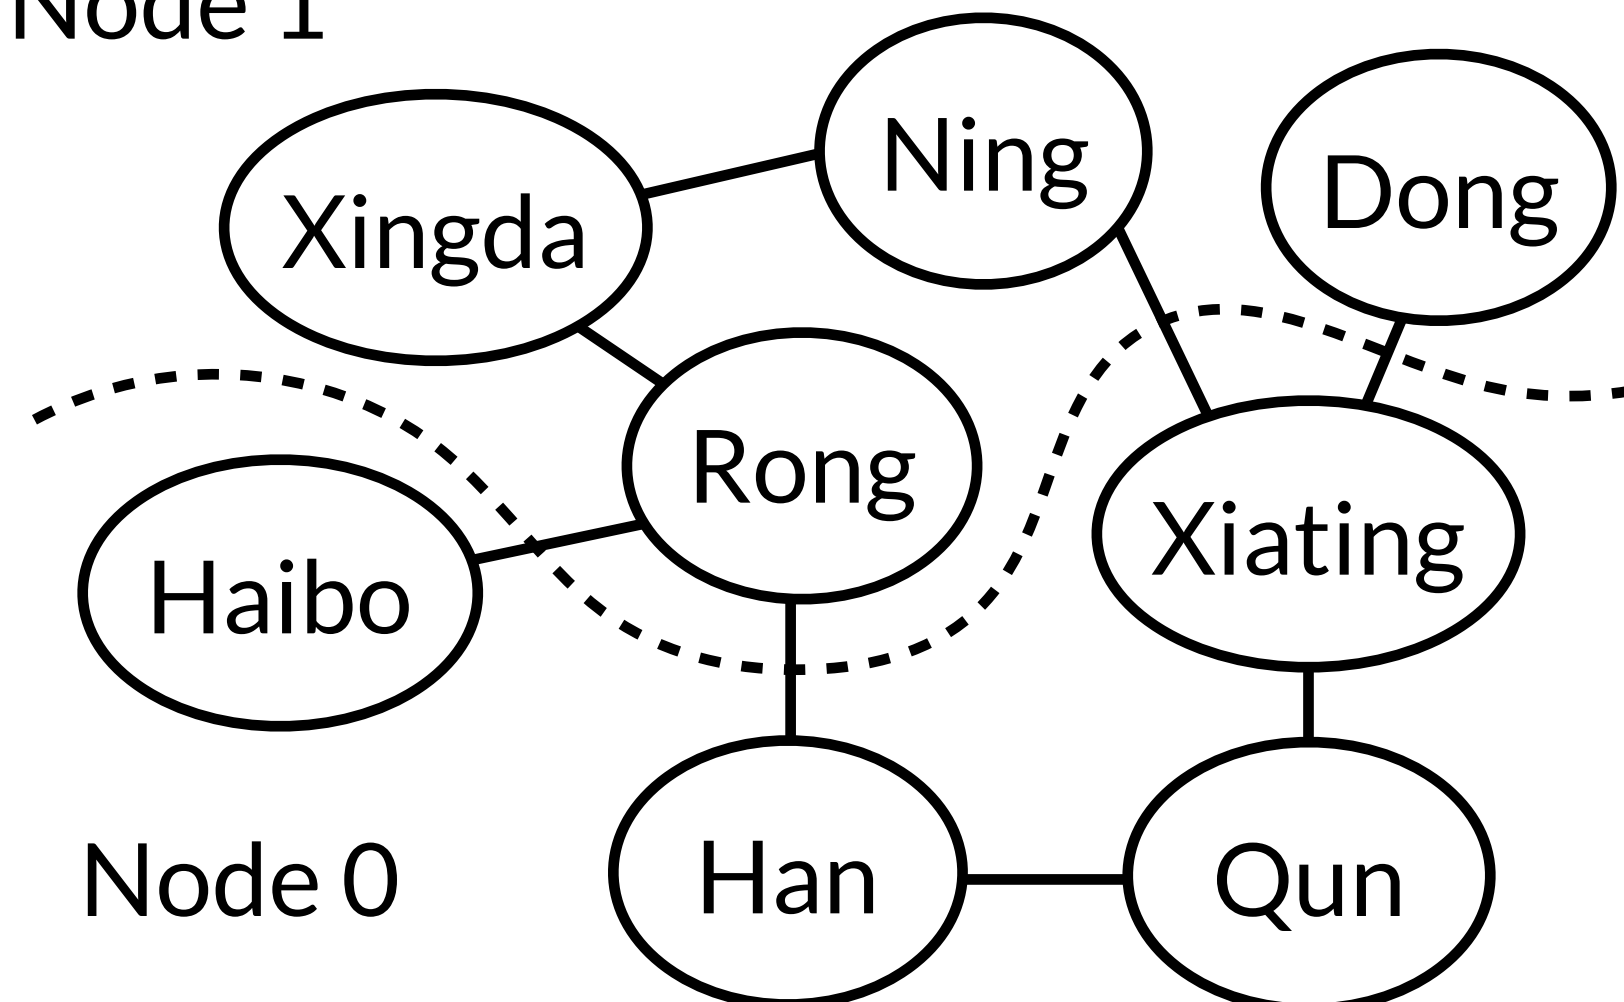 Node 1
Ning
Dong
Xingda
Rong
Xiating
Haibo
Node 0
Han
Qun